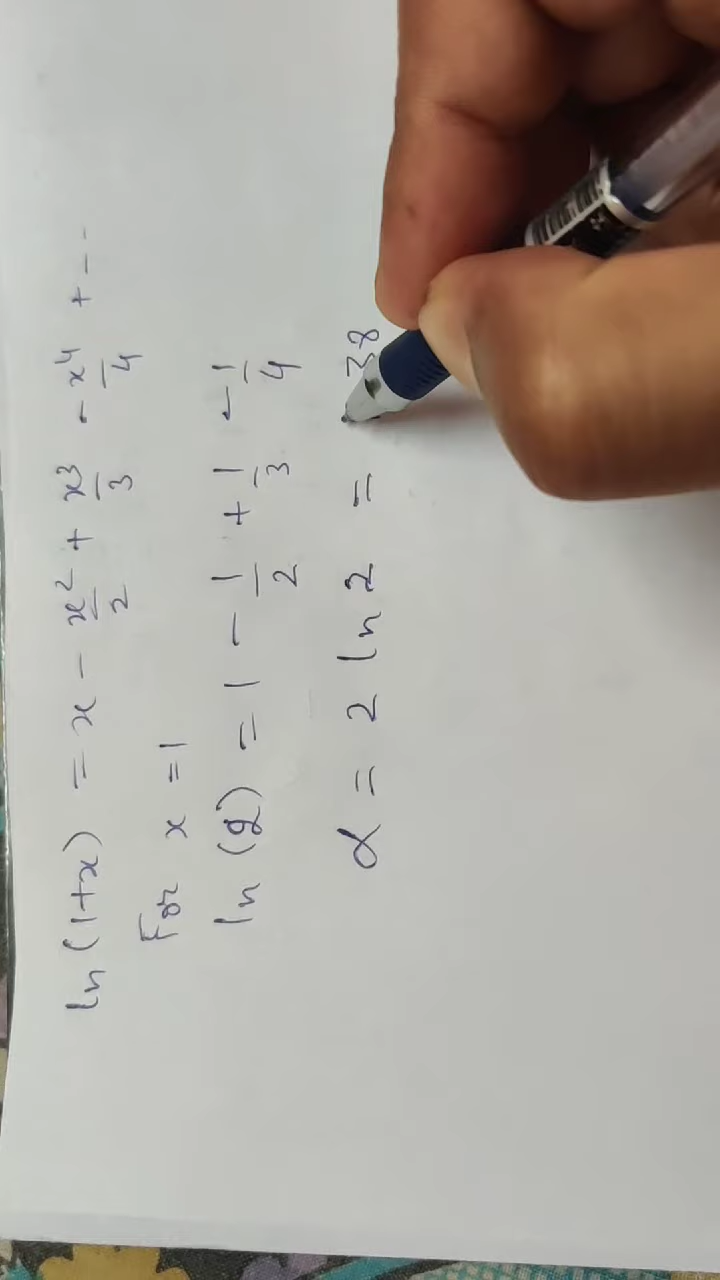 ln (1+x) = x - x²/2 + x³/3 - x⁴/4 + - -
For x = 1
ln (2) = 1 - 1/2 + 1/3 - 1/4
α = 2 ln 2 = 38